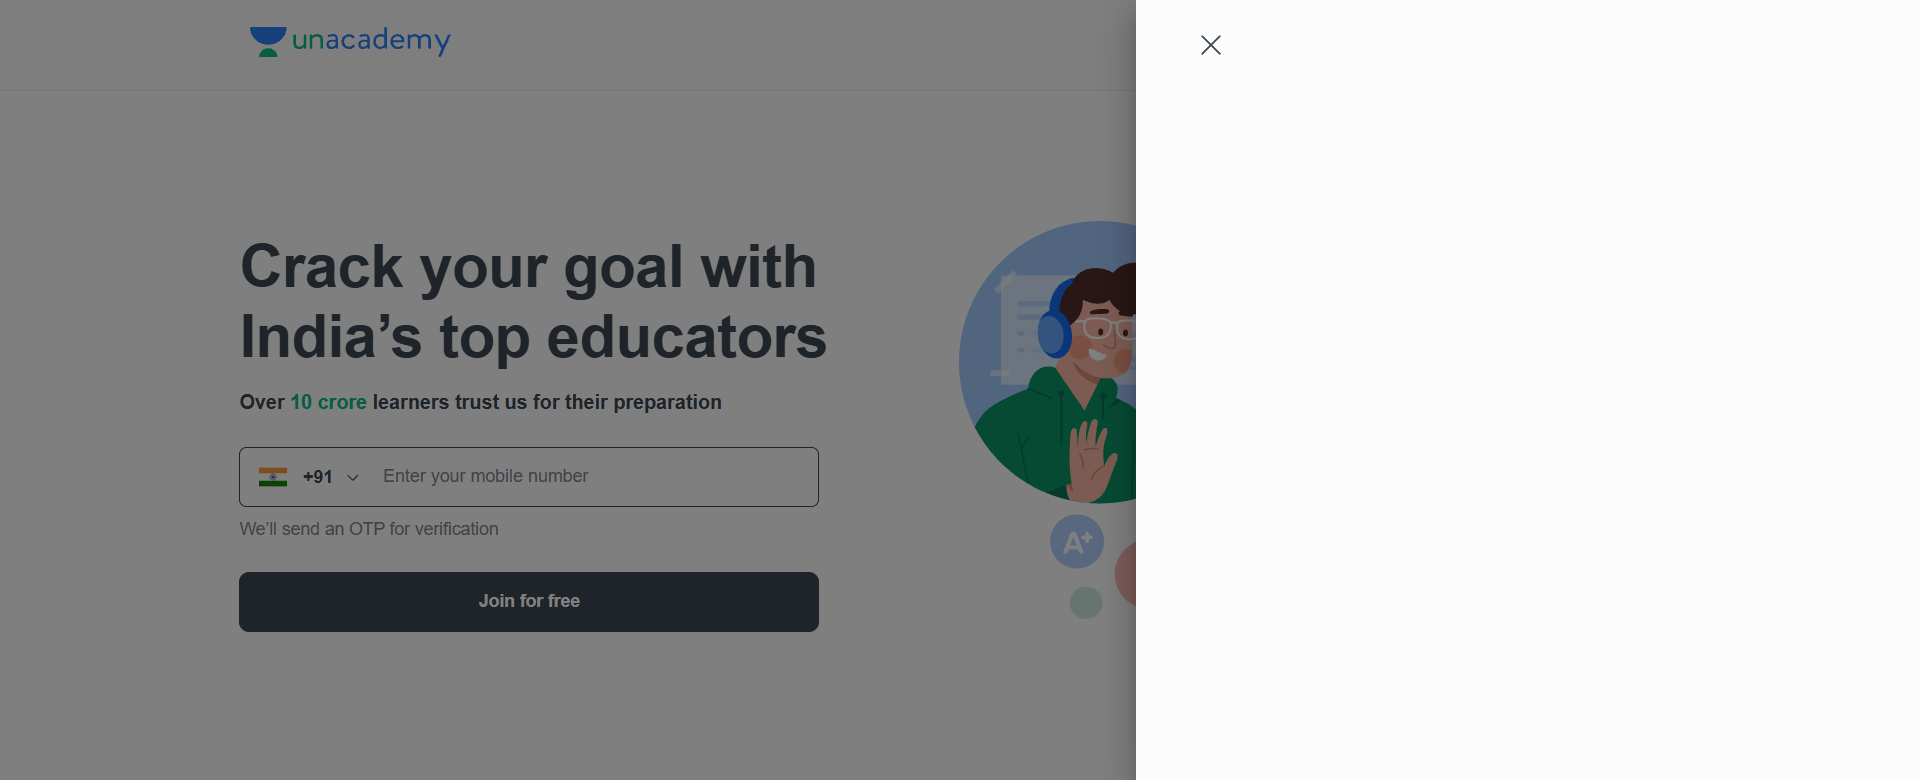 unacademy
Crack your goal with
India’s top educators
Over 10 crore learners trust us for their preparation
+91 Enter your mobile number
We’ll send an OTP for verification
Join for free
A+